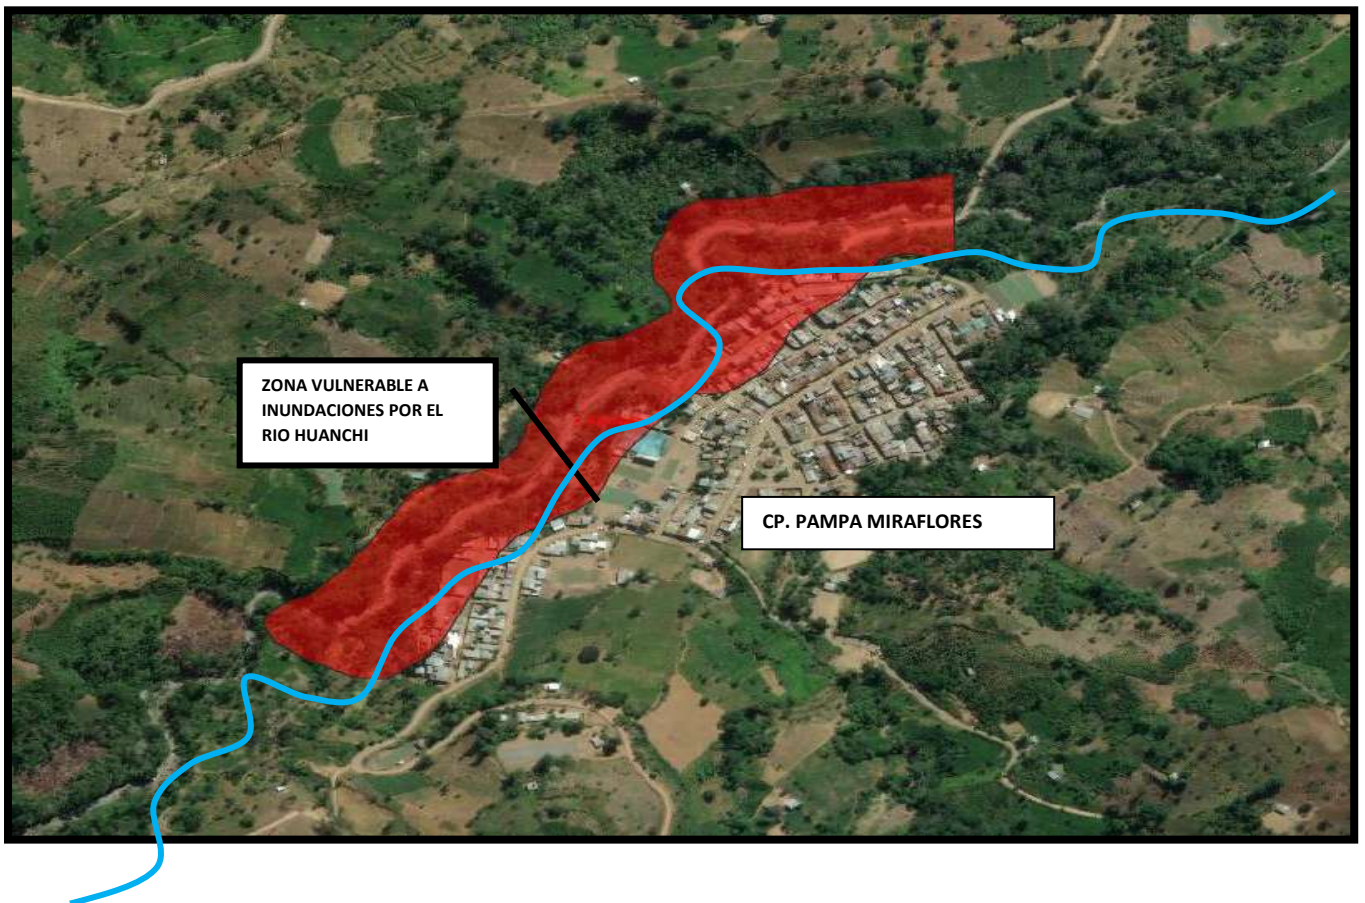 ZONA VULNERABLE A
INUNDACIONES POR EL
RIO HUANCHI
CP. PAMPA MIRAFLORES